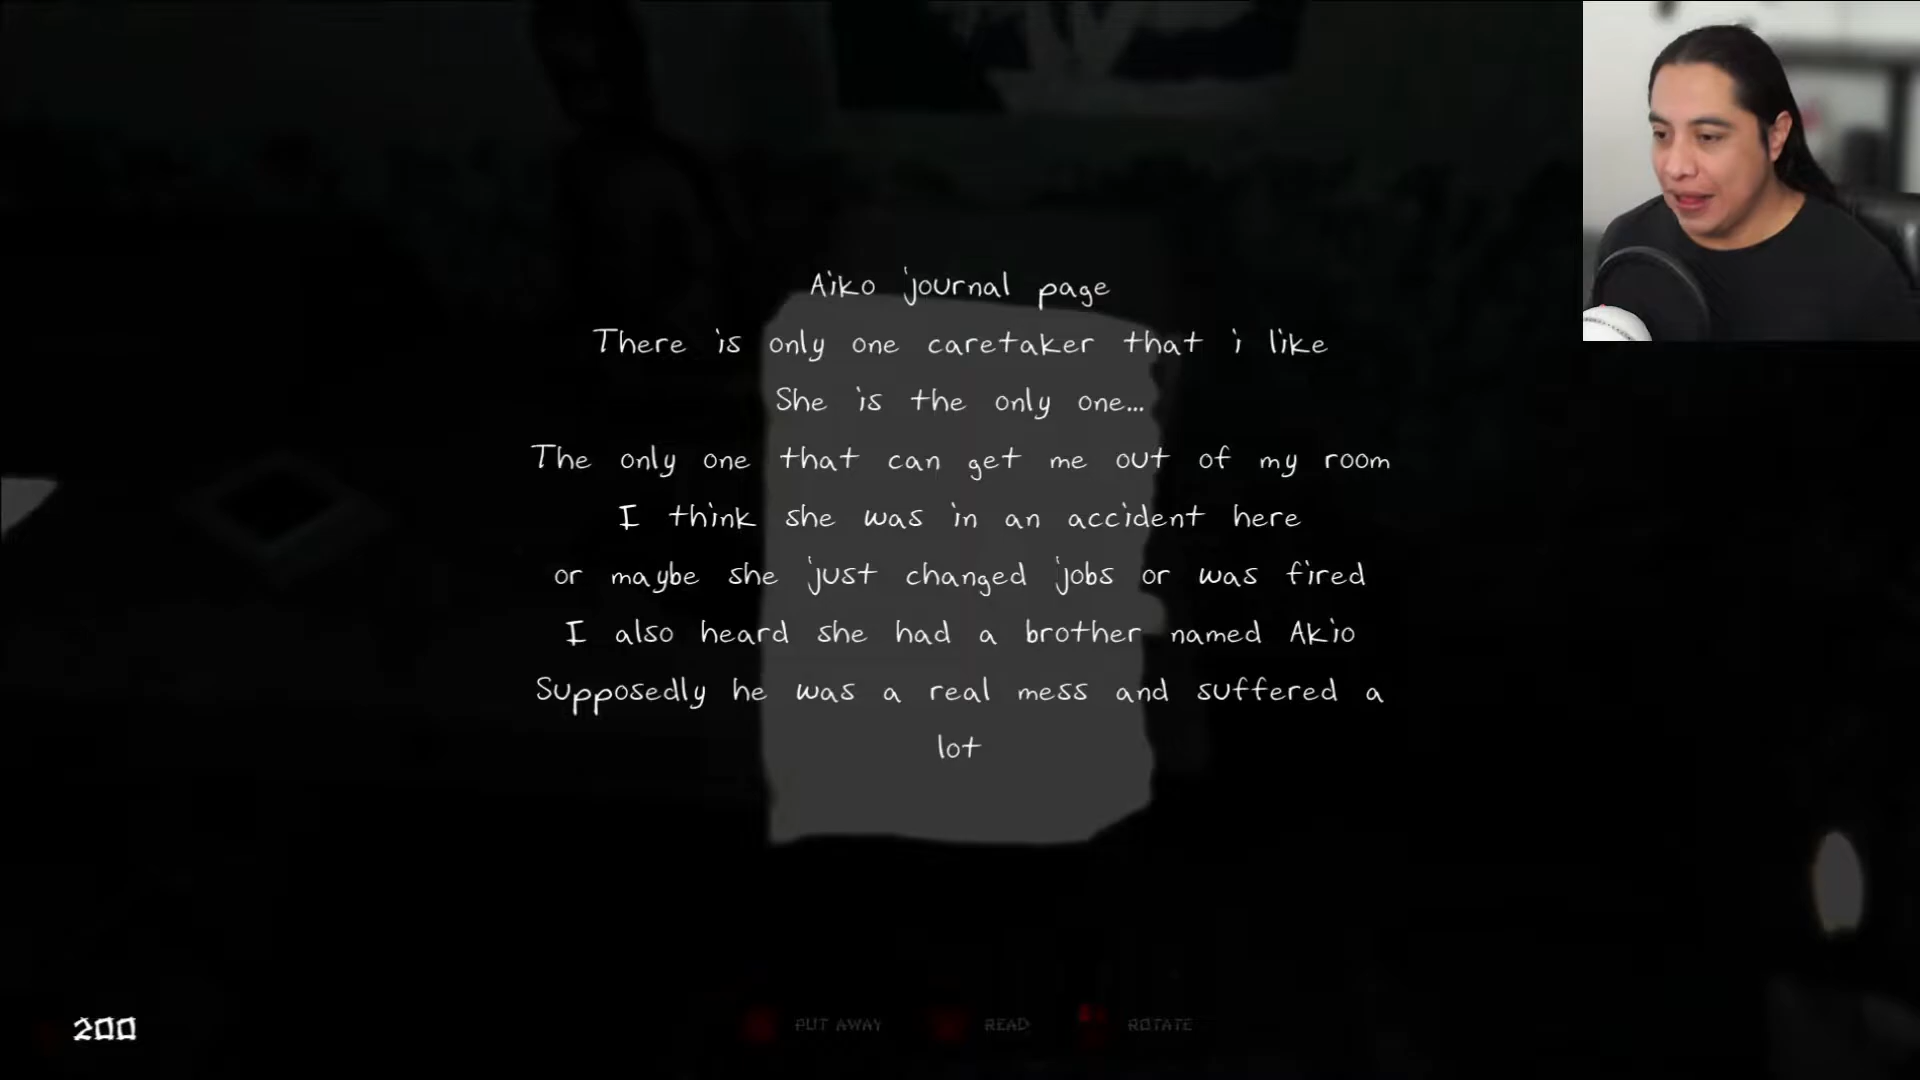 Aiko journal page
There is only one caretaker that i like
She is the only one...
The only one that can get me out of my room
I think she was in an accident here
or maybe she just changed jobs or was fired
I also heard she had a brother named Akio
Supposedly he was a real mess and suffered a
lot
200
PUT AWAY READ ROTATE